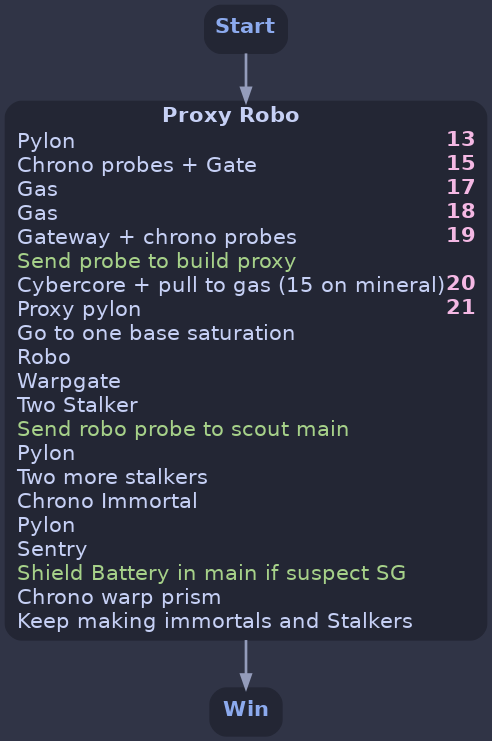 Start
Proxy Robo
Pylon 13
Chrono probes + Gate 15
Gas 17
Gas 18
Gateway + chrono probes 19
Send probe to build proxy
Cybercore + pull to gas (15 on mineral) 20
Proxy pylon 21
Go to one base saturation
Robo
Warpgate
Two Stalker
Send robo probe to scout main
Pylon
Two more stalkers
Chrono Immortal
Pylon
Sentry
Shield Battery in main if suspect SG
Chrono warp prism
Keep making immortals and Stalkers
Win